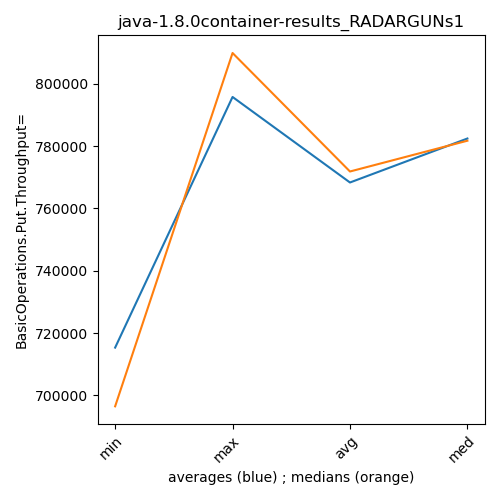 java-1.8.0container-results_RADARGUNs1
BasicOperations.Put.Throughput=
800000
780000
760000
740000
720000
700000
min
max
avg
med
averages (blue) ; medians (orange)